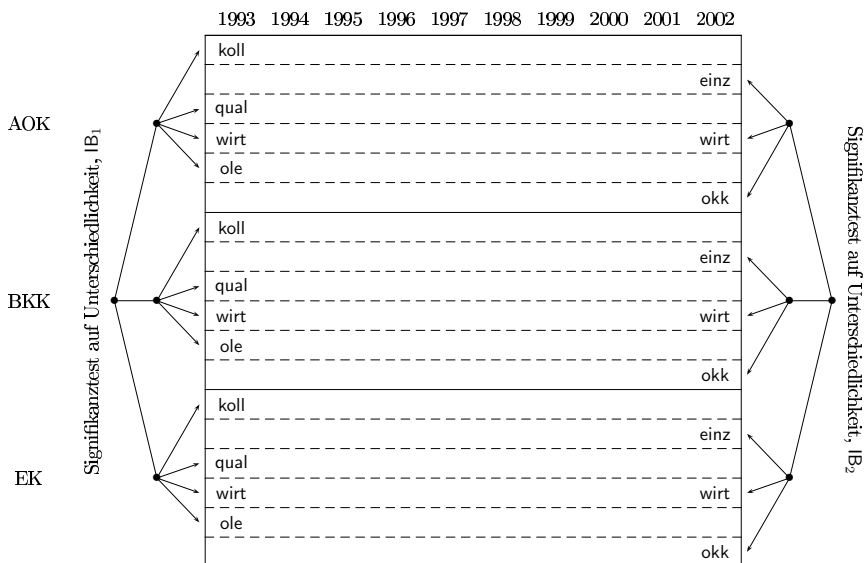 1993 1994 1995 1996 1997 1998 1999 2000 2001 2002
koll
einz
AOK
qual
wirt wirt
ole
okk
koll
einz
qual
BKK
wirt wirt
ole
okk
koll
einz
qual
EK
wirt wirt
ole
okk
Signifikanztest auf Unterschiedlichkeit, IB₁
Signifikanztest auf Unterschiedlichkeit, IB₂